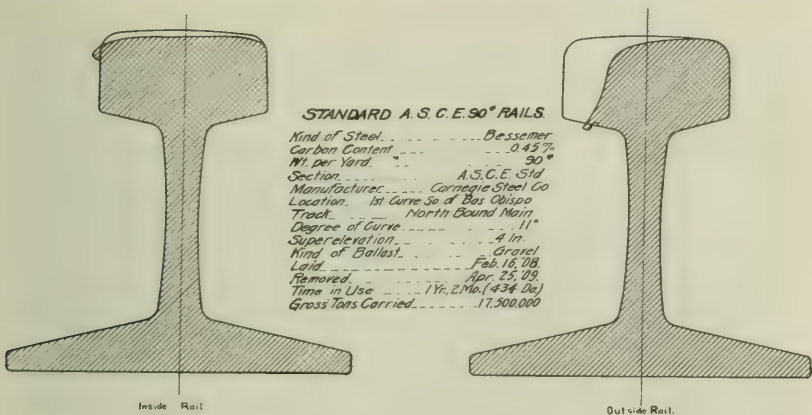 STANDARD A. S. C. E. 90# RAILS.
Kind of Steel Bessemer
Carbon Content 0.45%
Wt. per Yard. " 90#
Section A.S.C.E. Std
Manufacturer Carnegie Steel Co
Location 1st Curve So of Bas Obispo
Track North Bound Main
Degree of Curve 11°
Superelevation 4 In.
Kind of Ballast Gravel
Laid Feb. 16, '08.
Removed Apr. 25, '09.
Time in Use 1 Yr. 2 Mo. (434 Da.)
Gross Tons Carried 17,500,000
Inside Rail
Outside Rail.